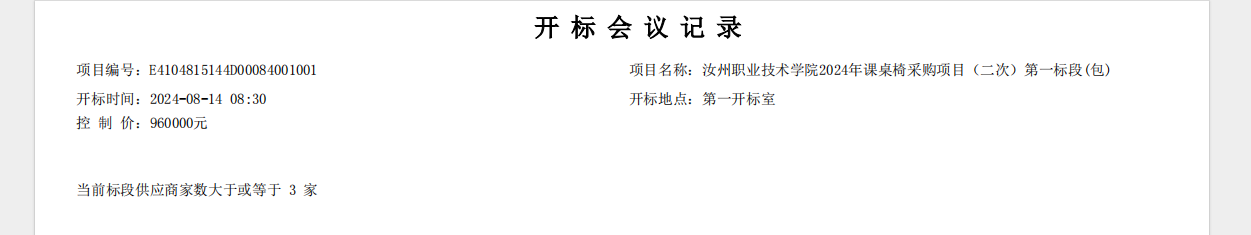 开标会议记录
项目编号：E4104815144D00084001001 项目名称：汝州职业技术学院2024年课桌椅采购项目（二次）第一标段(包)
开标时间：2024-08-14 08:30 开标地点：第一开标室
控 制 价：960000元
当前标段供应商家数大于或等于 3 家